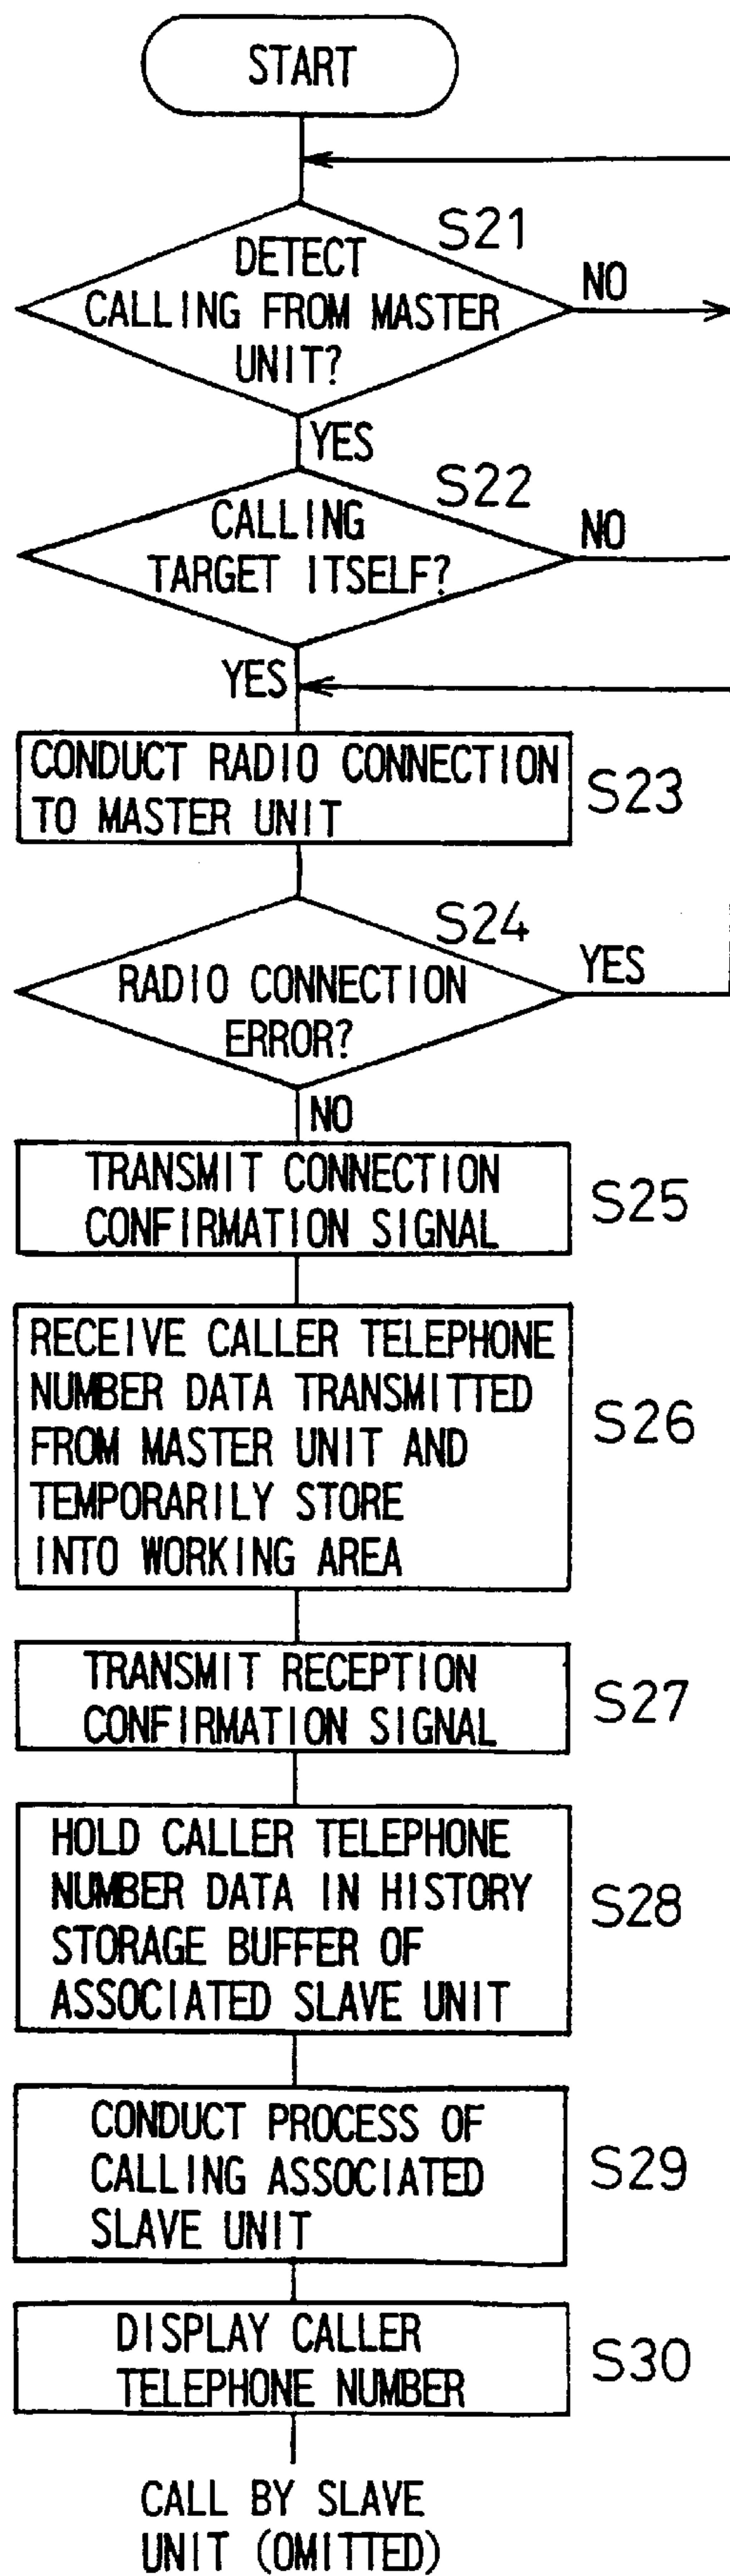 START
S21
DETECT
CALLING FROM MASTER
UNIT?
NO
YES
S22
CALLING
TARGET ITSELF?
NO
YES
CONDUCT RADIO CONNECTION
TO MASTER UNIT
S23
S24
RADIO CONNECTION
ERROR?
YES
NO
TRANSMIT CONNECTION
CONFIRMATION SIGNAL
S25
RECEIVE CALLER TELEPHONE
NUMBER DATA TRANSMITTED
FROM MASTER UNIT AND
TEMPORARILY STORE
INTO WORKING AREA
S26
TRANSMIT RECEPTION
CONFIRMATION SIGNAL
S27
HOLD CALLER TELEPHONE
NUMBER DATA IN HISTORY
STORAGE BUFFER OF
ASSOCIATED SLAVE UNIT
S28
CONDUCT PROCESS OF
CALLING ASSOCIATED
SLAVE UNIT
S29
DISPLAY CALLER
TELEPHONE NUMBER
S30
CALL BY SLAVE
UNIT (OMITTED)